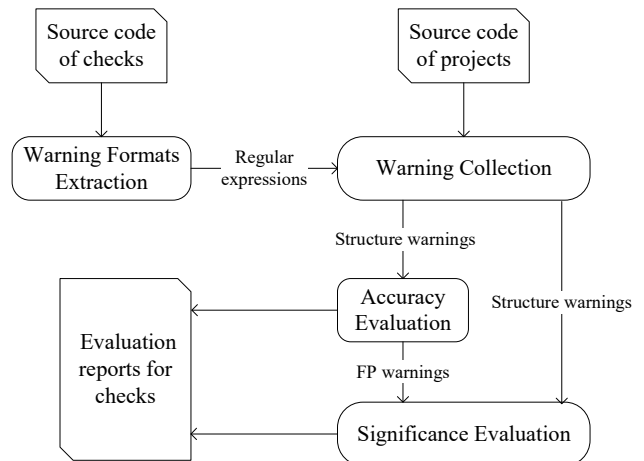 Source code
of checks
Source code
of projects
Warning Formats
Extraction
Regular
expressions
Warning Collection
Structure warnings
Accuracy
Evaluation
Structure warnings
Evaluation
reports for
checks
FP warnings
Significance Evaluation